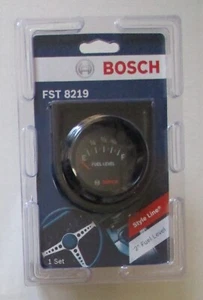 BOSCH
FST 8219
FUEL LEVEL
Style Line®
2" Fuel Level
1 Set